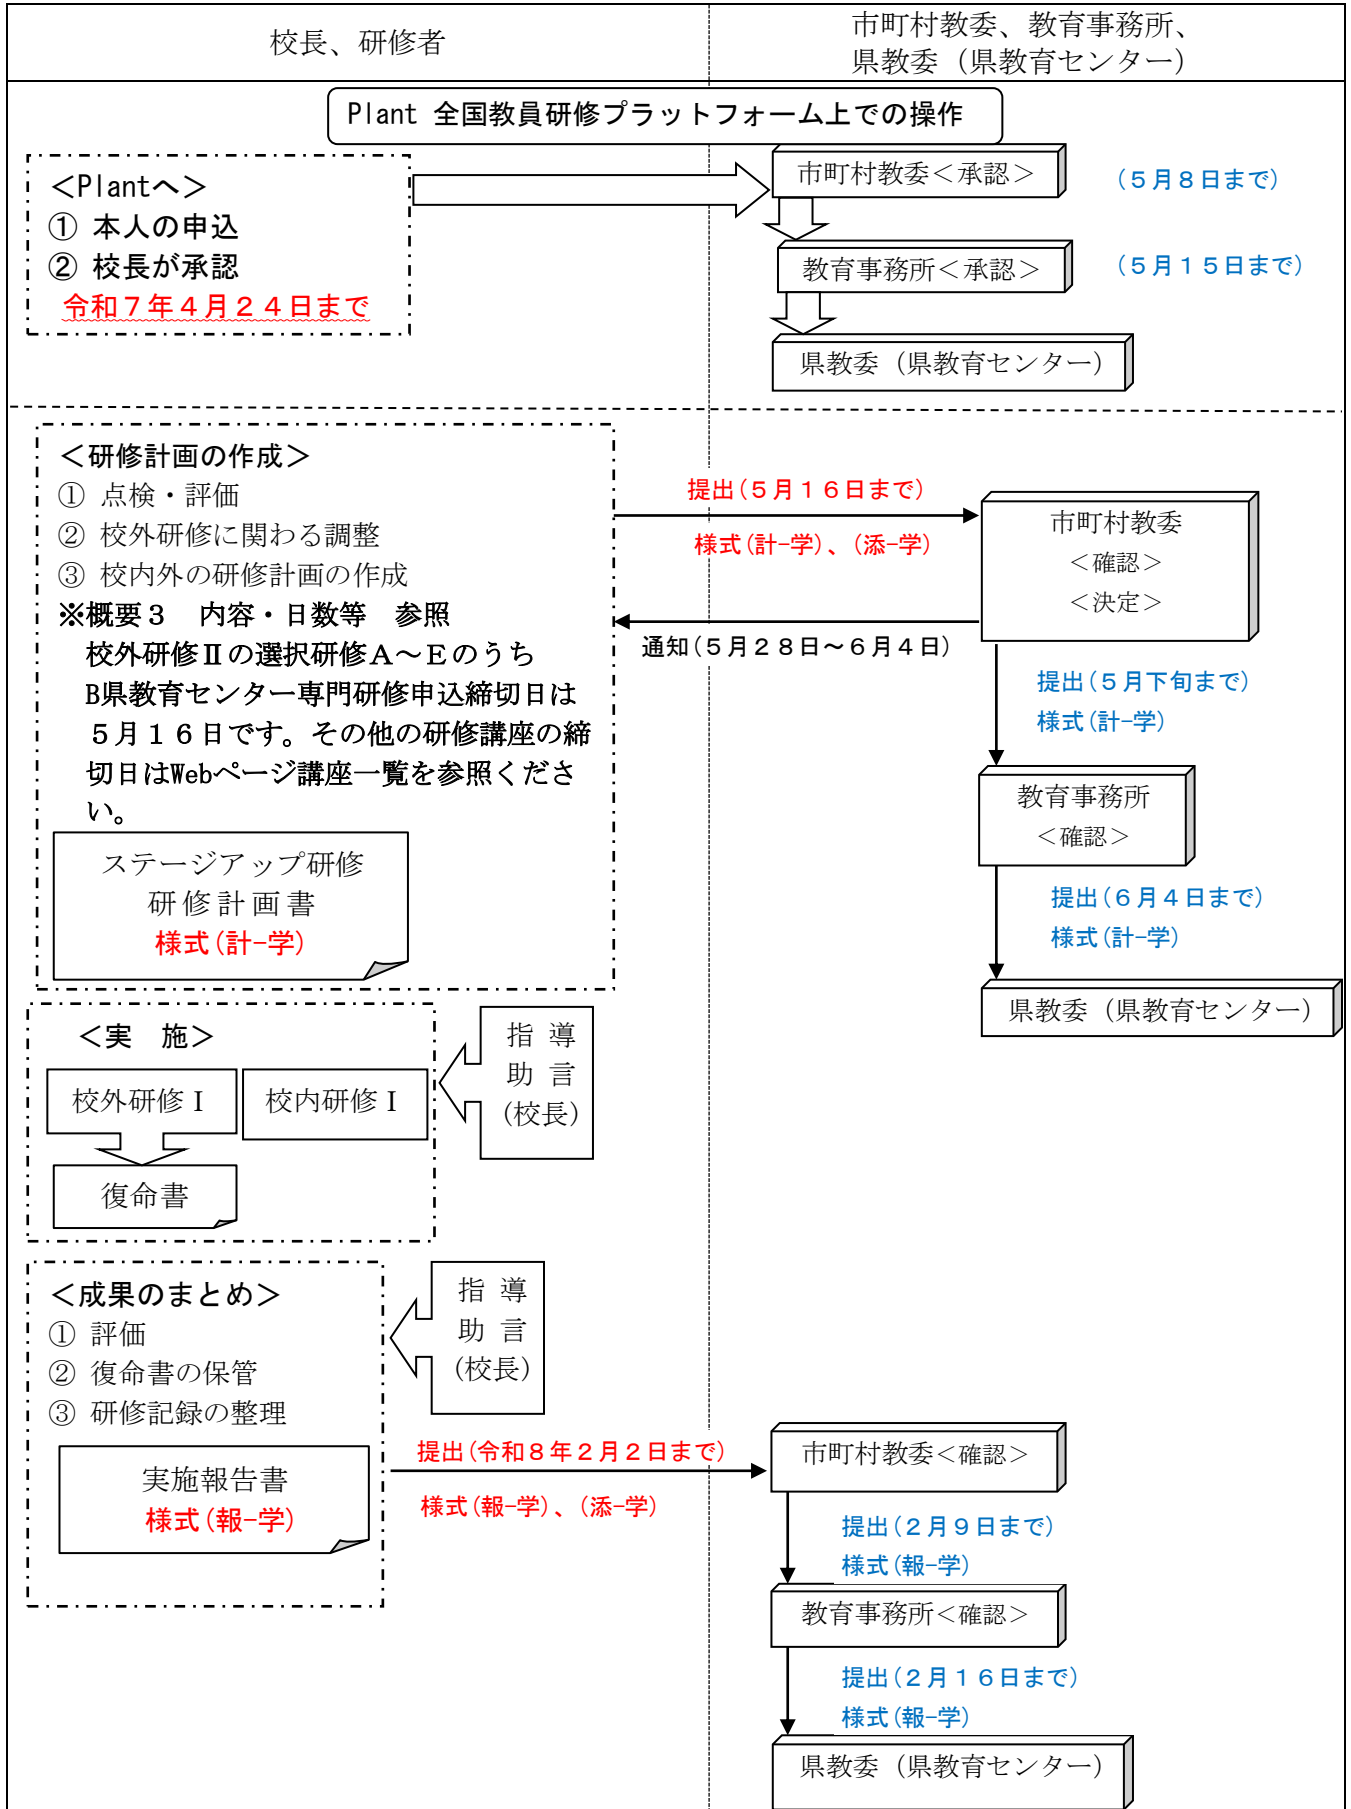 校長、研修者
市町村教委、教育事務所、
県教委（県教育センター）
Plant 全国教員研修プラットフォーム上での操作
＜Plantへ＞
① 本人の申込
② 校長が承認
令和７年４月２４日まで
市町村教委＜承認＞
（５月８日まで）
教育事務所＜承認＞
（５月１５日まで）
県教委（県教育センター）
＜研修計画の作成＞
① 点検・評価
② 校外研修に関わる調整
③ 校内外の研修計画の作成
※概要３　内容・日数等　参照
校外研修Ⅱの選択研修Ａ～Ｅのうち
B県教育センター専門研修申込締切日は
５月１６日です。その他の研修講座の締
切日はWebページ講座一覧を参照くださ
い。
ステージアップ研修
研修計画書
様式(計-学)
提出(５月１６日まで)
様式(計-学)、(添-学)
市町村教委
＜確認＞
＜決定＞
通知(５月２８日～６月４日)
提出(５月下旬まで)
様式(計-学)
教育事務所
＜確認＞
提出(６月４日まで)
様式(計-学)
県教委（県教育センター）
＜実　施＞
校外研修Ⅰ
校内研修Ⅰ
復命書
指 導
助 言
(校長)
＜成果のまとめ＞
① 評価
② 復命書の保管
③ 研修記録の整理
実施報告書
様式(報-学)
指 導
助 言
(校長)
提出(令和８年２月２日まで)
様式(報-学)、(添-学)
市町村教委＜確認＞
提出(２月９日まで)
様式(報-学)
教育事務所＜確認＞
提出(２月１６日まで)
様式(報-学)
県教委（県教育センター）